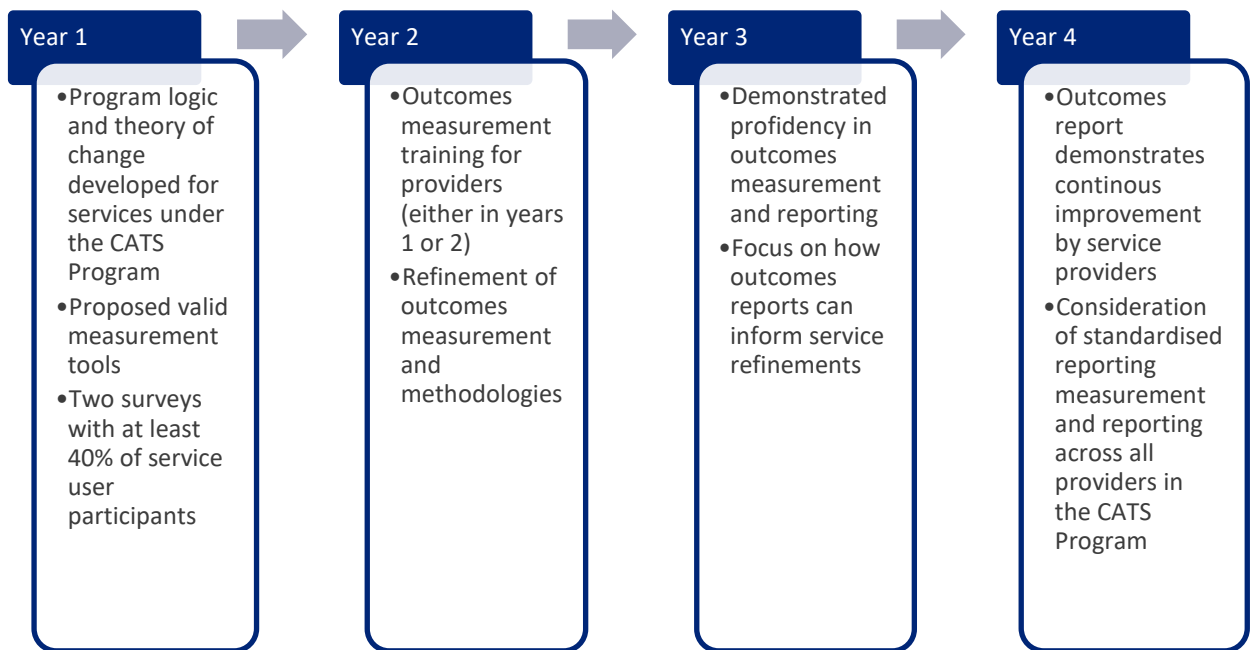 Year 1
•Program logic
and theory of
change
developed for
services under
the CATS
Program
•Proposed valid
measurement
tools
•Two surveys
with at least
40% of service
user
participants
Year 2
•Outcomes
measurement
training for
providers
(either in years
1 or 2)
•Refinement of
outcomes
measurement
and
methodologies
Year 3
•Demonstrated
profidency in
outcomes
measurement
and reporting
•Focus on how
outcomes
reports can
inform service
refinements
Year 4
•Outcomes
report
demonstrates
continous
improvement
by service
providers
•Consideration
of standardised
reporting
measurement
and reporting
across all
providers in
the CATS
Program